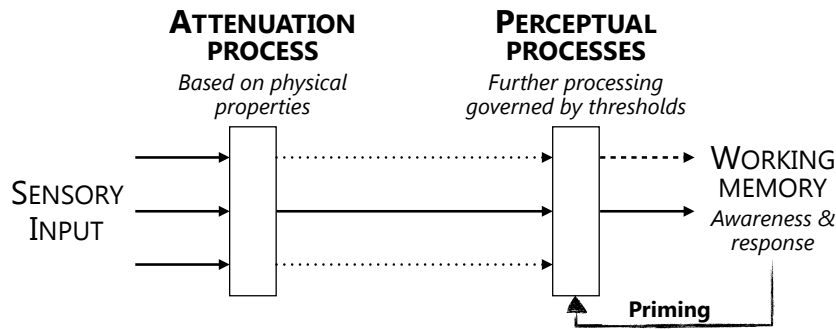 ATTENUATION
PROCESS
Based on physical
properties
PERCEPTUAL
PROCESSES
Further processing
governed by thresholds
SENSORY
INPUT
WORKING
MEMORY
Awareness &
response
Priming